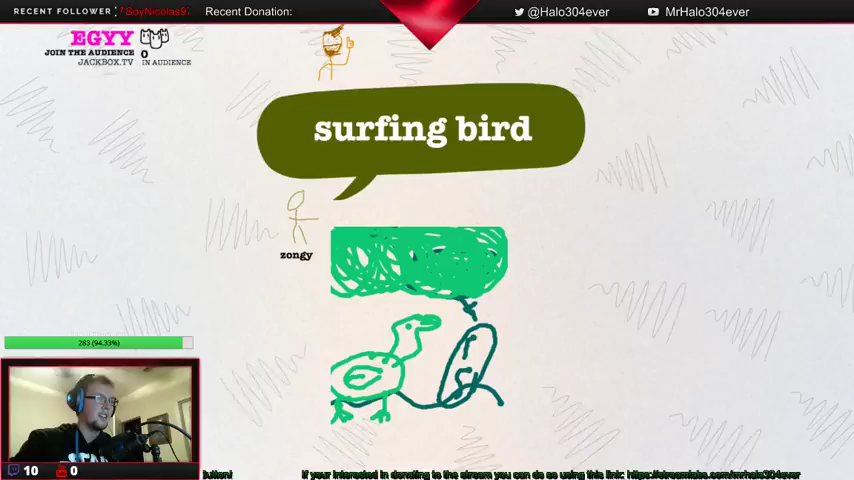 RECENT FOLLOWER
Recent Donation:
@Halo304ever
MrHalo304ever
EGYY
JOIN THE AUDIENCE
JACKBOX.TV
0
IN AUDIENCE
surfing bird
zongy
283 (94.33%)
10
0
button!
If your interested in donating to the stream you can do so using this link: https://streamlabs.com/mrhalo304ever